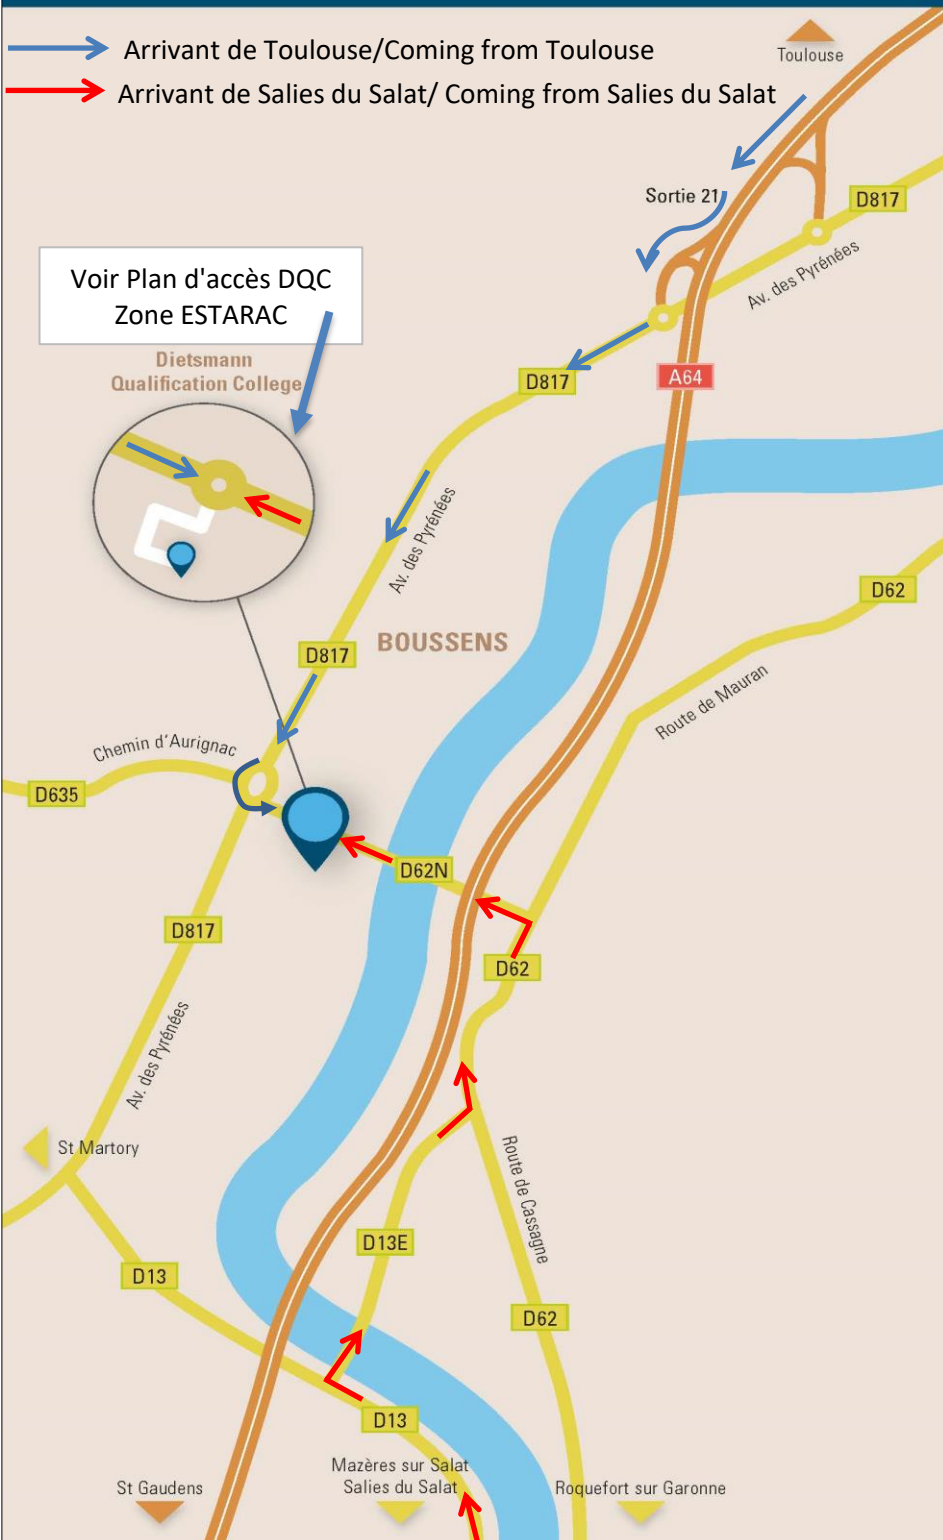 Arrivant de Toulouse/Coming from Toulouse
Arrivant de Salies du Salat/ Coming from Salies du Salat
Toulouse
Sortie 21
D817
Av. des Pyrénées
Voir Plan d'accès DQC
Zone ESTARAC
Dietsmann
Qualification College
D817
A64
Av. des Pyrénées
D62
BOUSSENS
D817
Route de Mauran
Chemin d'Aurignac
D635
D62N
D817
D62
Av. des Pyrénées
St Martory
Route de Cassagne
D13E
D13
D62
D13
Mazères sur Salat
Salies du Salat
St Gaudens
Roquefort sur Garonne